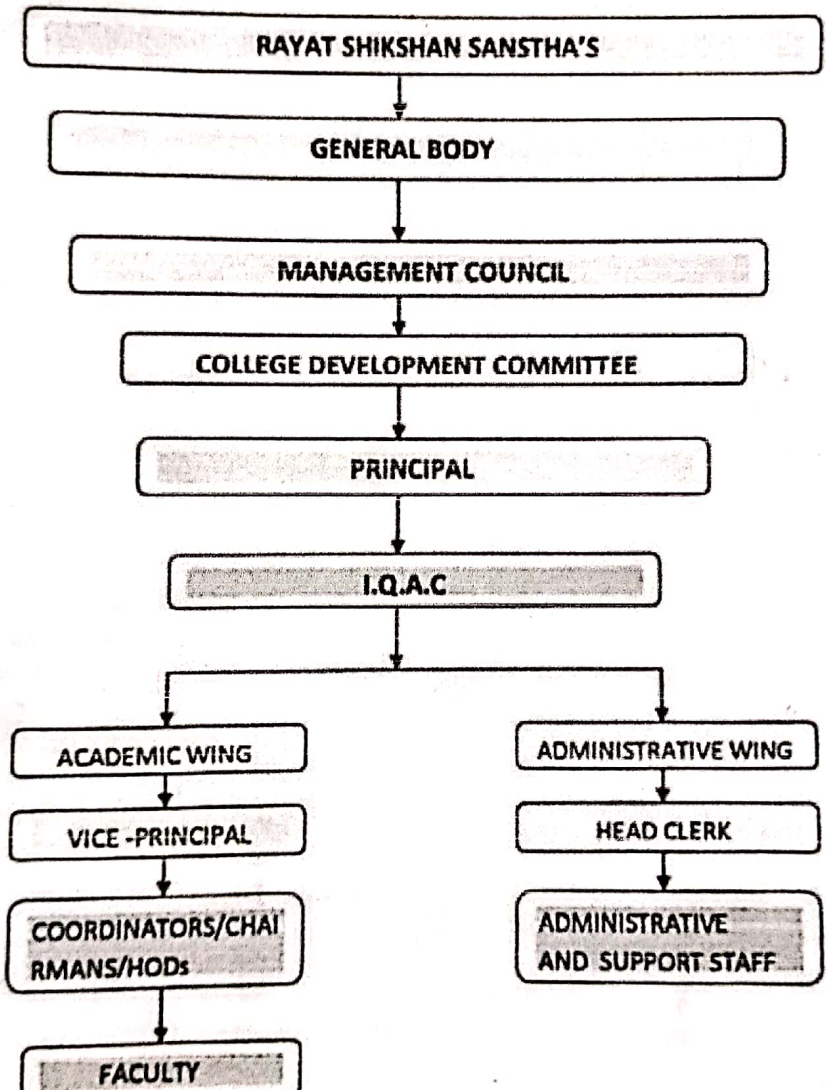 RAYAT SHIKSHAN SANSTHA'S
GENERAL BODY
MANAGEMENT COUNCIL
COLLEGE DEVELOPMENT COMMITTEE
PRINCIPAL
I.Q.A.C
ACADEMIC WING
VICE -PRINCIPAL
COORDINATORS/CHAI
RMANS/HODs
FACULTY
ADMINISTRATIVE WING
HEAD CLERK
ADMINISTRATIVE
AND SUPPORT STAFF